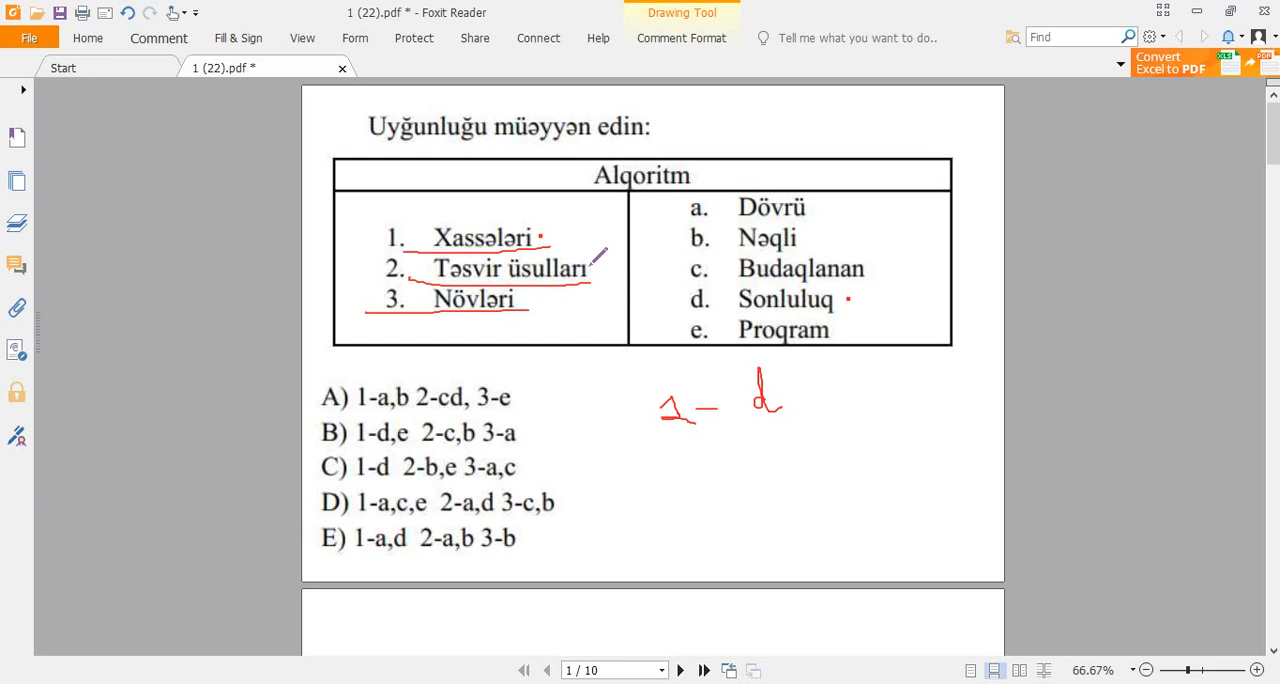 1 (22).pdf * - Foxit Reader
Drawing Tool
File Home Comment Fill & Sign View Form Protect Share Connect Help Comment Format Tell me what you want to do.. Find
Start 1 (22).pdf *
Convert
Excel to PDF
Uyğunluğu müəyyən edin:
Alqoritm
1. Xassələri
2. Təsvir üsulları
3. Növləri
a. Dövrü
b. Nəqli
c. Budaqlanan
d. Sonluluq
e. Proqram
A) 1-a,b 2-cd, 3-e
B) 1-d,e 2-c,b 3-a
C) 1-d 2-b,e 3-a,c
D) 1-a,c,e 2-a,d 3-c,b
E) 1-a,d 2-a,b 3-b
1 - d
1 / 10
66.67%